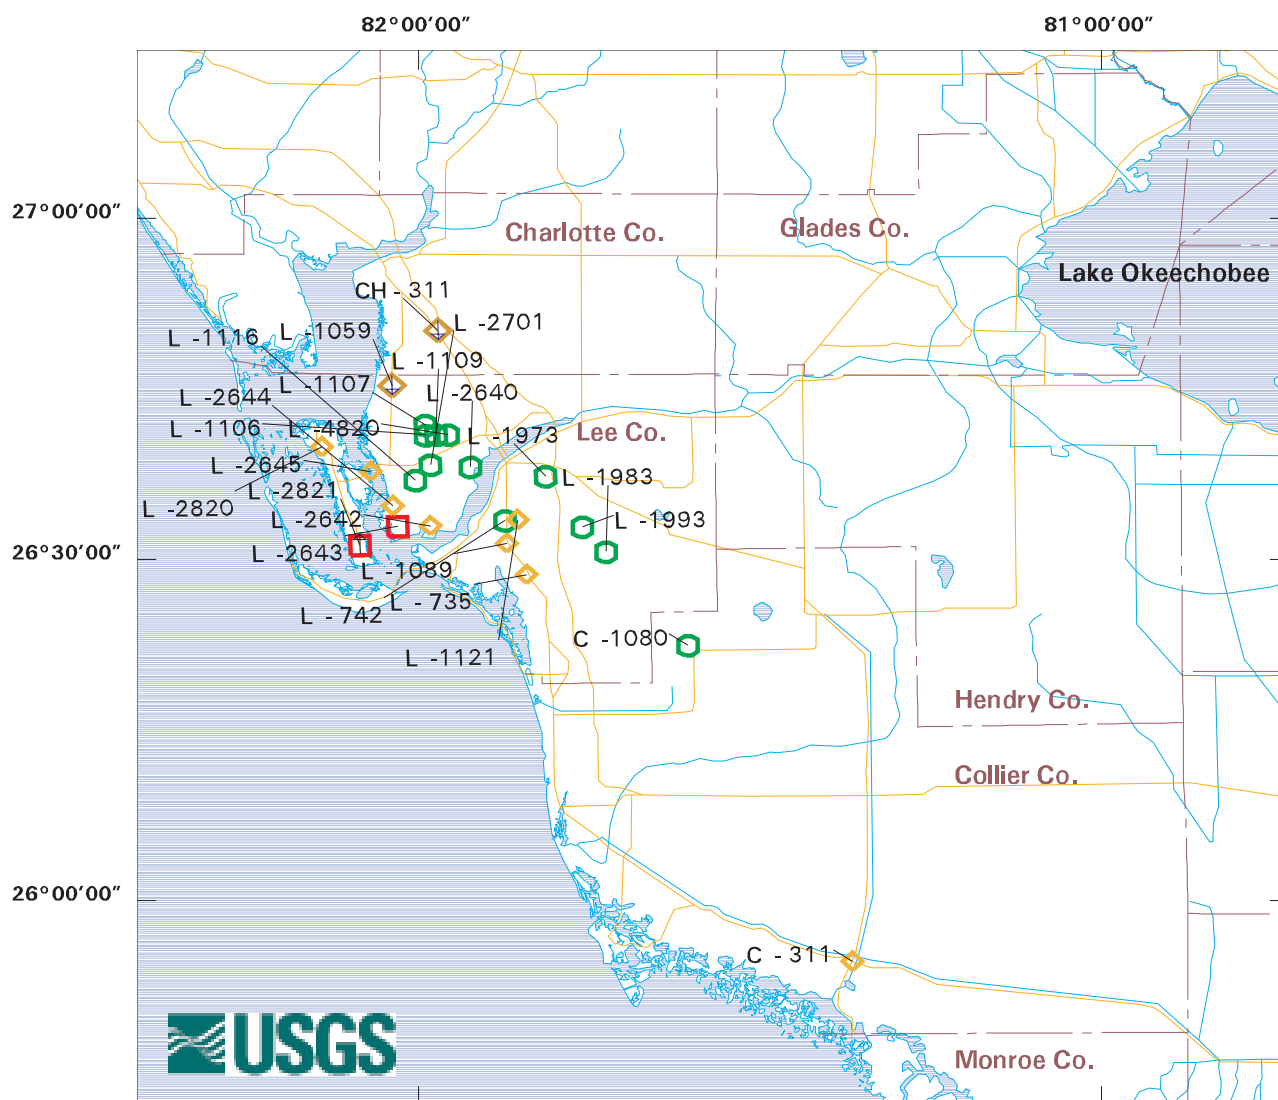 82°00'00"
81°00'00"
27°00'00"
Charlotte Co.
Glades Co.
Lake Okeechobee
CH - 311
L -2701
L -1059
L -1116
L -1109
L -1107
L -2640
L -2644
L -1106
L -4820
L -1973
Lee Co.
L -2645
L -1983
L -2821
L -2820
L -2642
L -1993
L -2643
26°30'00"
L -1089
L - 735
L - 742
C -1080
L -1121
Hendry Co.
Collier Co.
26°00'00"
C - 311
USGS
Monroe Co.